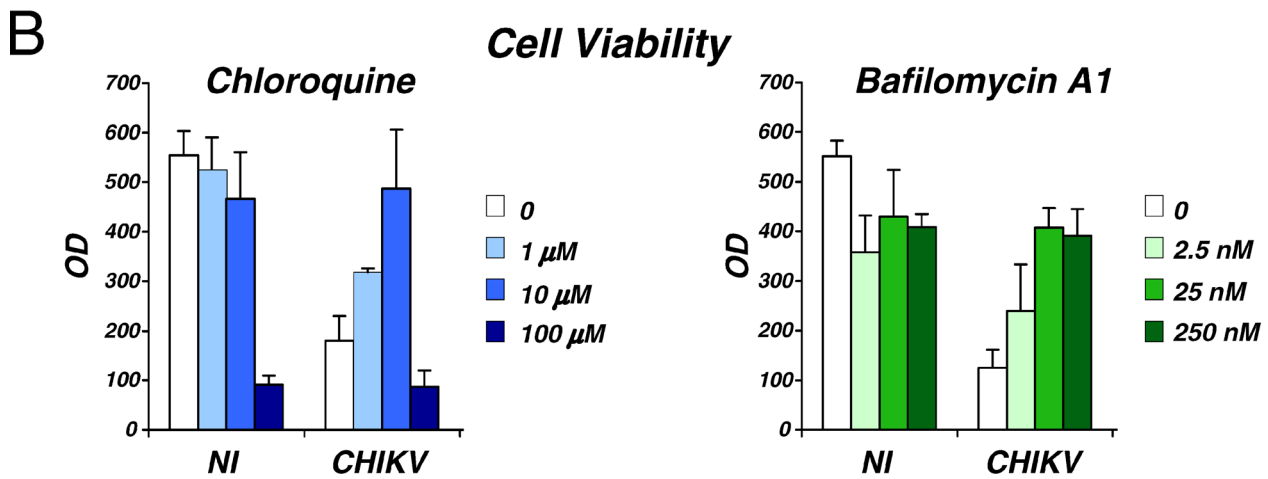 B
Cell Viability
Chloroquine
700
600
500
400
300
200
100
0
OD
NI
CHIKV
0
1 µM
10 µM
100 µM
Bafilomycin A1
700
600
500
400
300
200
100
0
OD
NI
CHIKV
0
2.5 nM
25 nM
250 nM